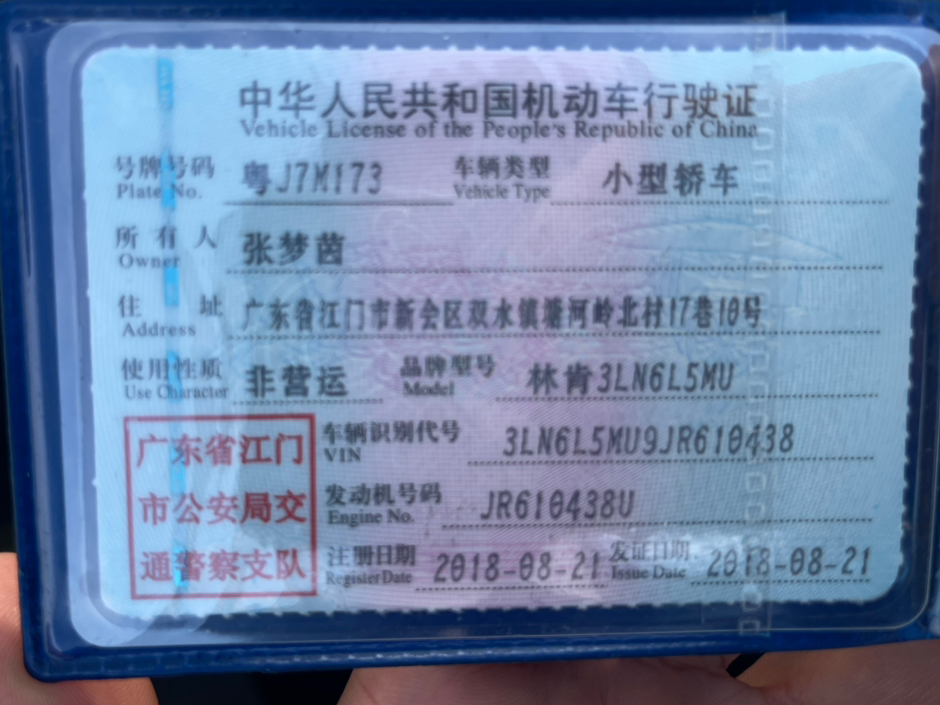 中华人民共和国机动车行驶证
Vehicle License of the People's Republic of China
号牌号码 粤J7M173 车辆类型 小型轿车
Plate No. Vehicle Type
所有人 张梦茵
Owner
住址 广东省江门市新会区双水镇塘河岭北村17巷10号
Address
使用性质 非营运 品牌型号 林肯3LN6L5MU
Use Character Model
广东省江门
市公安局交
通警察支队
车辆识别代号 3LN6L5MU9JR610438
VIN
发动机号码 JR610438U
Engine No.
注册日期 2018-08-21 发证日期 2018-08-21
Register Date Issue Date